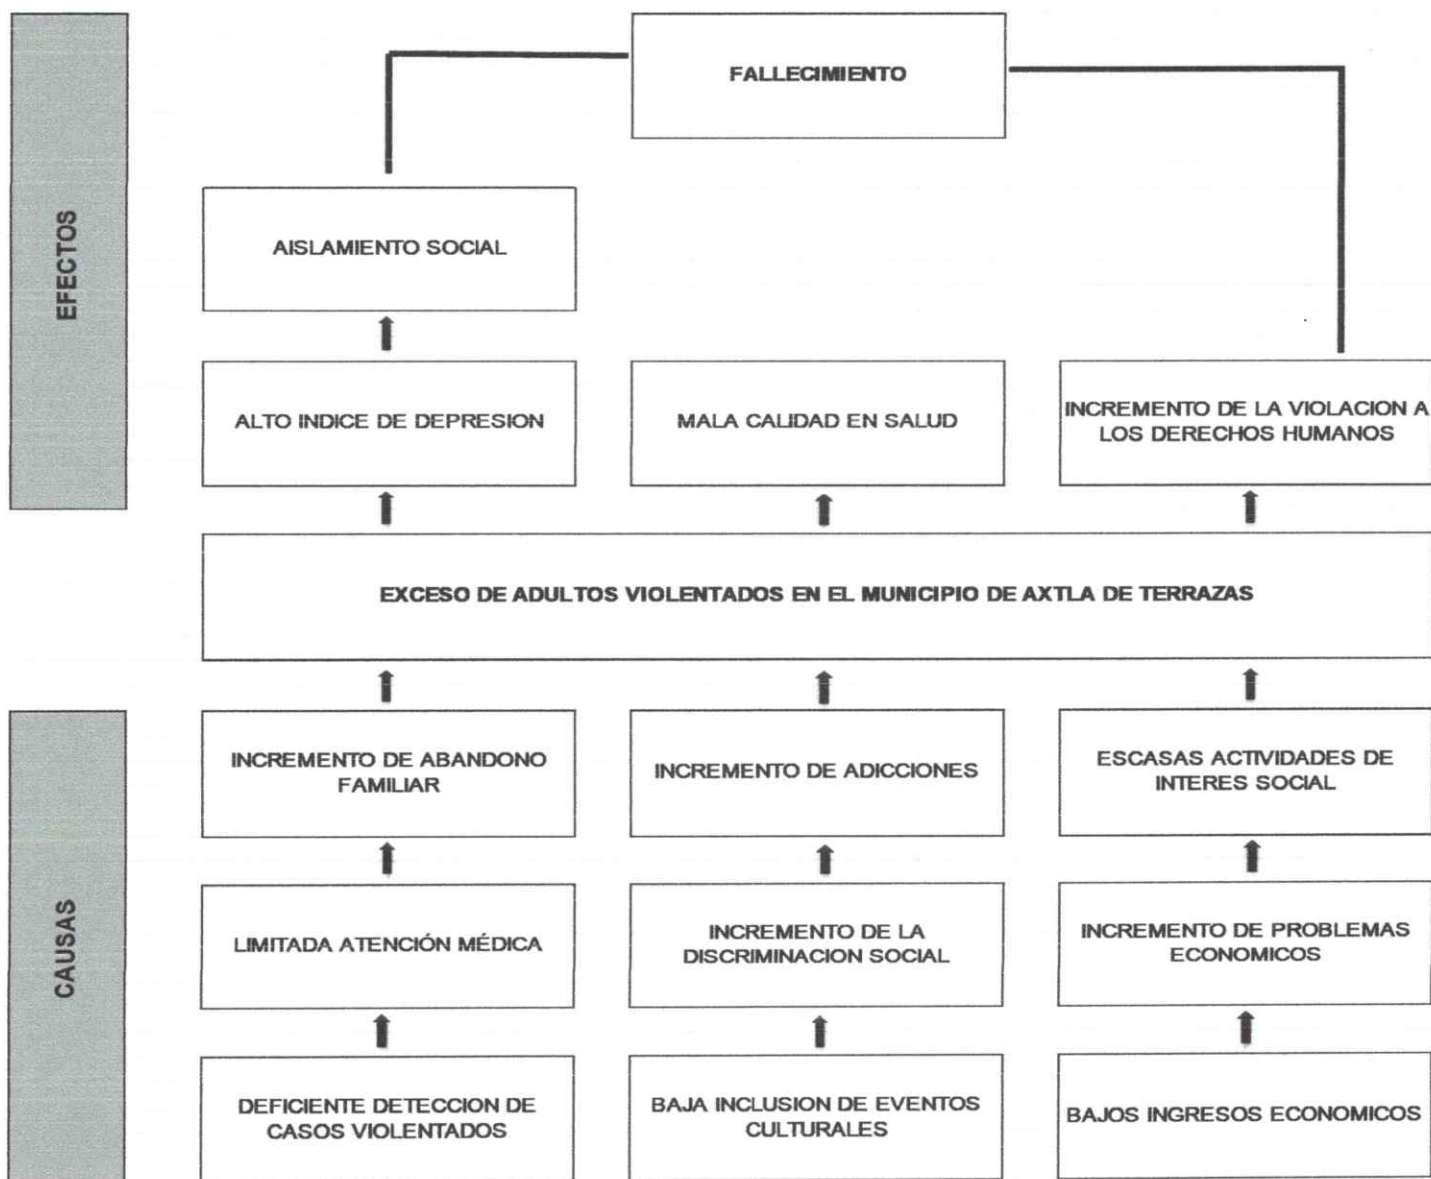 EFECTOS
FALLECIMIENTO
AISLAMIENTO SOCIAL
ALTO INDICE DE DEPRESION
MALA CALIDAD EN SALUD
INCREMENTO DE LA VIOLACION A
LOS DERECHOS HUMANOS
EXCESO DE ADULTOS VIOLENTADOS EN EL MUNICIPIO DE AXTLA DE TERRAZAS
CAUSAS
INCREMENTO DE ABANDONO
FAMILIAR
INCREMENTO DE ADICCIONES
ESCASAS ACTIVIDADES DE
INTERES SOCIAL
LIMITADA ATENCIÓN MÉDICA
INCREMENTO DE LA
DISCRIMINACION SOCIAL
INCREMENTO DE PROBLEMAS
ECONOMICOS
DEFICIENTE DETECCION DE
CASOS VIOLENTADOS
BAJA INCLUSION DE EVENTOS
CULTURALES
BAJOS INGRESOS ECONOMICOS